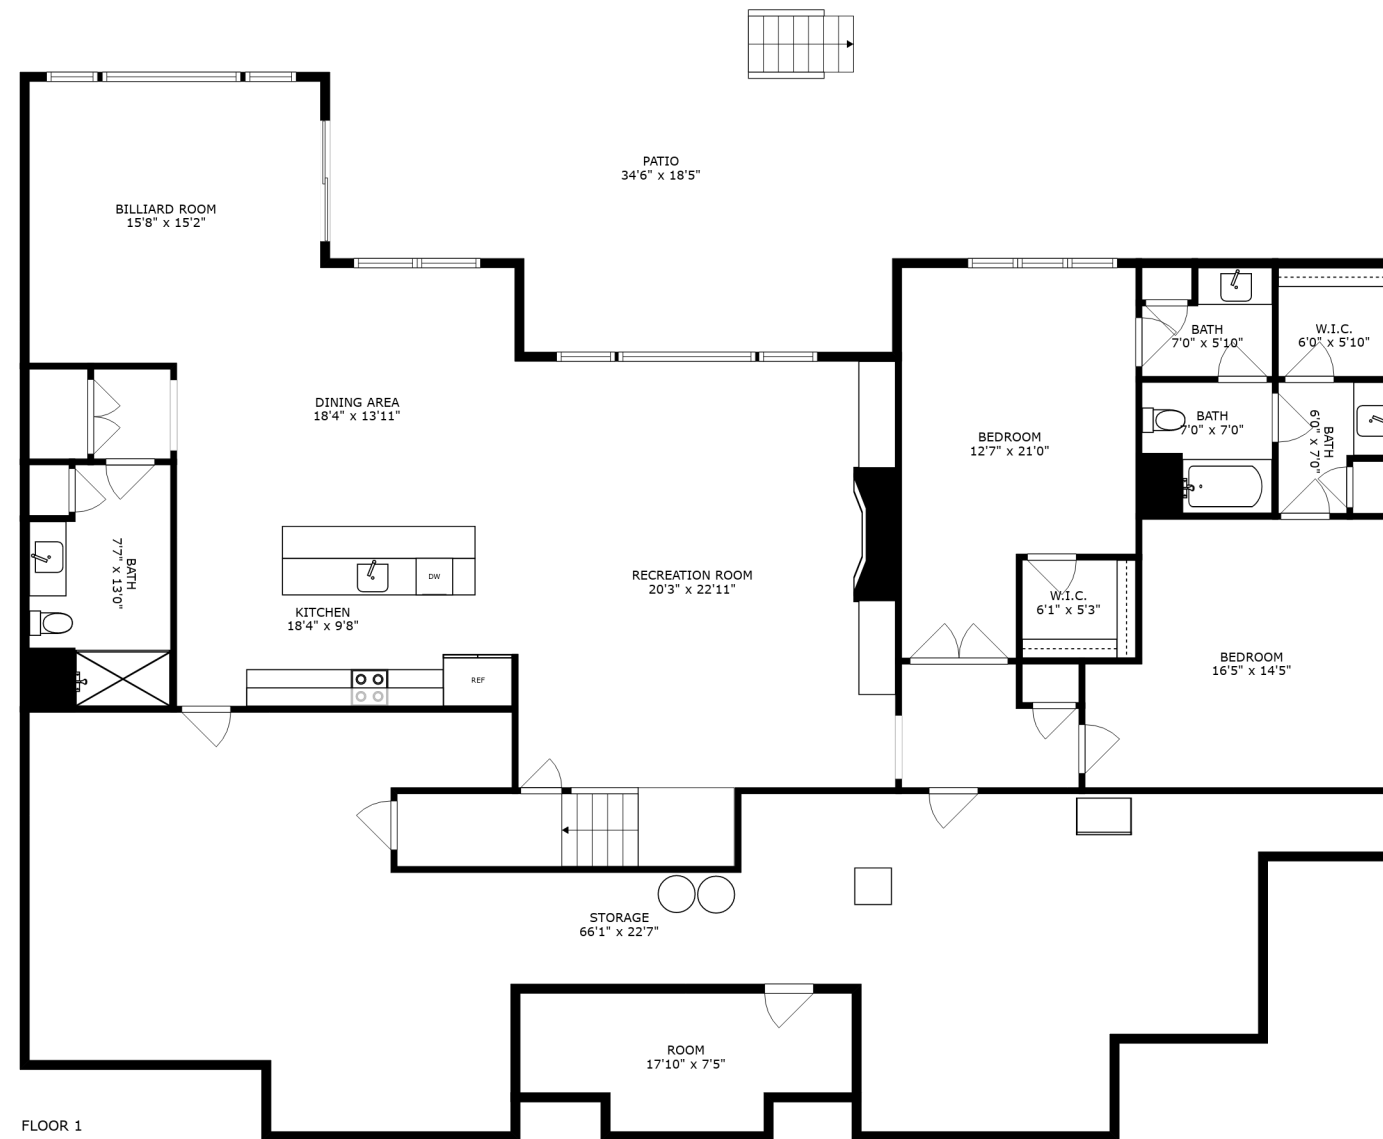 PATIO
34'6" x 18'5"
BILLIARD ROOM
15'8" x 15'2"
BATH
7'0" x 5'10"
W.I.C.
6'0" x 5'10"
DINING AREA
18'4" x 13'11"
BATH
7'0" x 7'0"
BATH
6'0" x 7'0"
BEDROOM
12'7" x 21'0"
BATH
7'7" x 13'0"
DW
RECREATION ROOM
20'3" x 22'11"
KITCHEN
18'4" x 9'8"
W.I.C.
6'1" x 5'3"
BEDROOM
16'5" x 14'5"
REF
STORAGE
66'1" x 22'7"
ROOM
17'10" x 7'5"
FLOOR 1